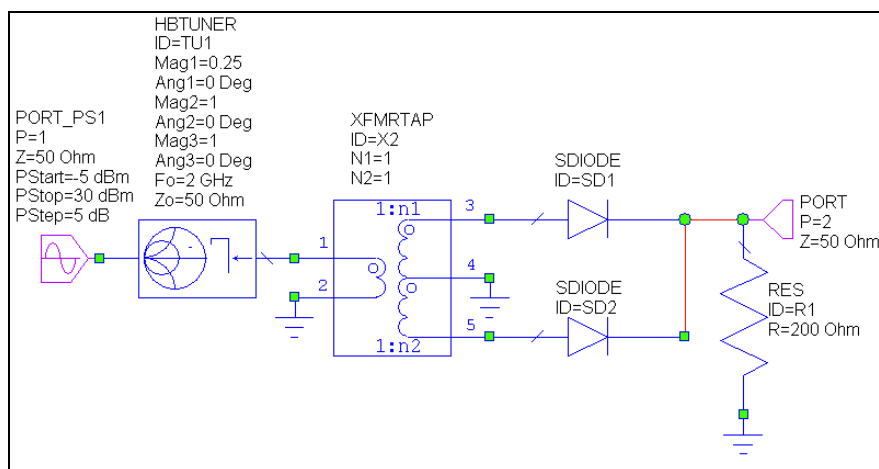 HBTUNER
ID=TU1
Mag1=0.25
Ang1=0 Deg
Mag2=1
Ang2=0 Deg
Mag3=1
Ang3=0 Deg
Fo=2 GHz
Zo=50 Ohm
PORT_PS1
P=1
Z=50 Ohm
PStart=-5 dBm
PStop=30 dBm
PStep=5 dB
XFMRTAP
ID=X2
N1=1
N2=1
1:n1
1
2
3
4
5
1:n2
SDIODE
ID=SD1
SDIODE
ID=SD2
PORT
P=2
Z=50 Ohm
RES
ID=R1
R=200 Ohm